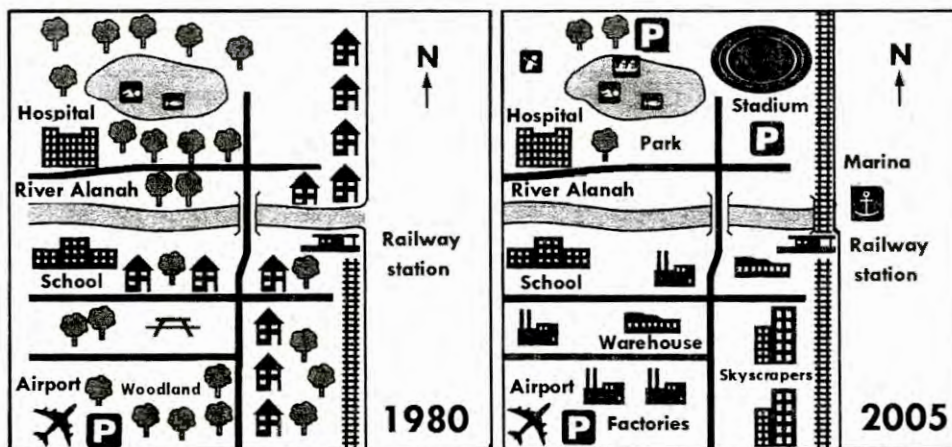 N
Hospital
River Alanah
Railway
station
School
Airport
Woodland
P
1980
P
N
Stadium
Hospital
Park
P
Marina
River Alanah
Railway
station
School
Warehouse
Skyscrapers
Airport
P
Factories
2005